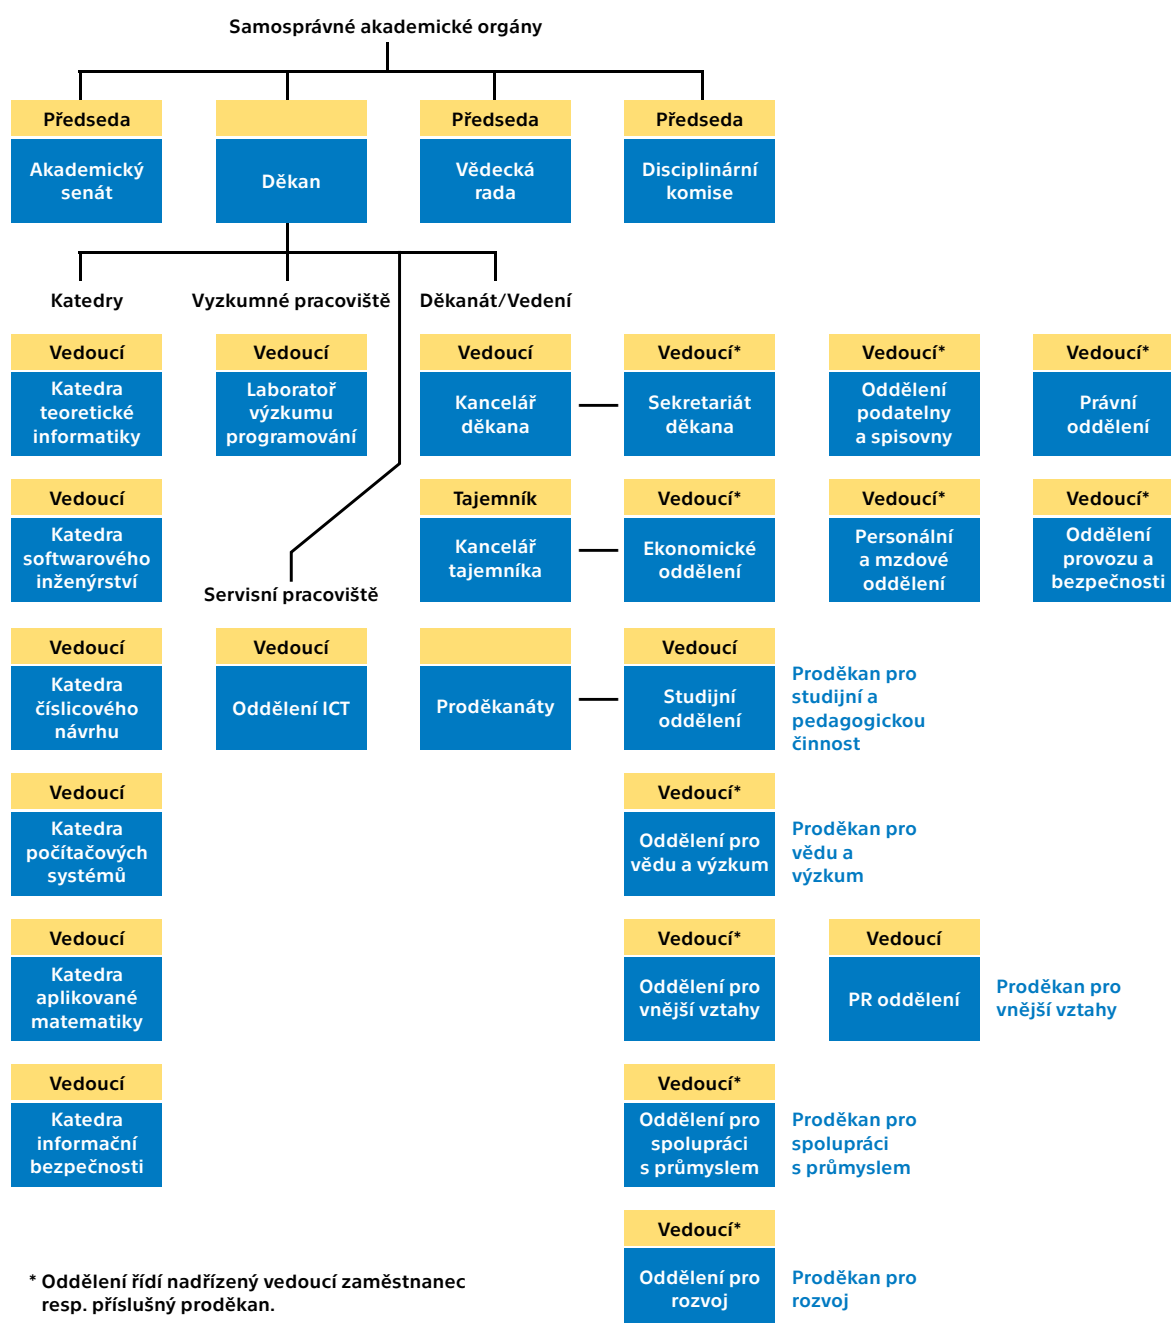 Samosprávné akademické orgány
Předseda
Akademický
senát
Děkan
Předseda
Vědecká
rada
Předseda
Disciplinární
komise
Katedry
Vyzkumné pracoviště
Děkanát/Vedení
Vedoucí
Katedra
teoretické
informatiky
Vedoucí
Laboratoř
výzkumu
programování
Vedoucí
Kancelář
děkana
Vedoucí*
Sekretariát
děkana
Vedoucí*
Oddělení
podatelny
a spisovny
Vedoucí*
Právní
oddělení
Vedoucí
Katedra
softwarového
inženýrství
Tajemník
Kancelář
tajemníka
Vedoucí*
Ekonomické
oddělení
Vedoucí*
Personální
a mzdové
oddělení
Vedoucí*
Oddělení
provozu a
bezpečnosti
Servisní pracoviště
Vedoucí
Katedra
číslicového
návrhu
Vedoucí
Oddělení ICT
Proděkanáty
Vedoucí
Studijní
oddělení
Proděkan pro
studijní a
pedagogickou
činnost
Vedoucí
Katedra
počítačových
systémů
Vedoucí*
Oddělení pro
vědu a výzkum
Proděkan pro
vědu a
výzkum
Vedoucí
Katedra
aplikované
matematiky
Vedoucí*
Oddělení pro
vnější vztahy
Vedoucí
PR oddělení
Proděkan pro
vnější vztahy
Vedoucí
Katedra
informační
bezpečnosti
Vedoucí*
Oddělení pro
spolupráci
s průmyslem
Proděkan pro
spolupráci
s průmyslem
Vedoucí*
Oddělení pro
rozvoj
Proděkan pro
rozvoj
* Oddělení řídí nadřízený vedoucí zaměstnanec
resp. příslušný proděkan.